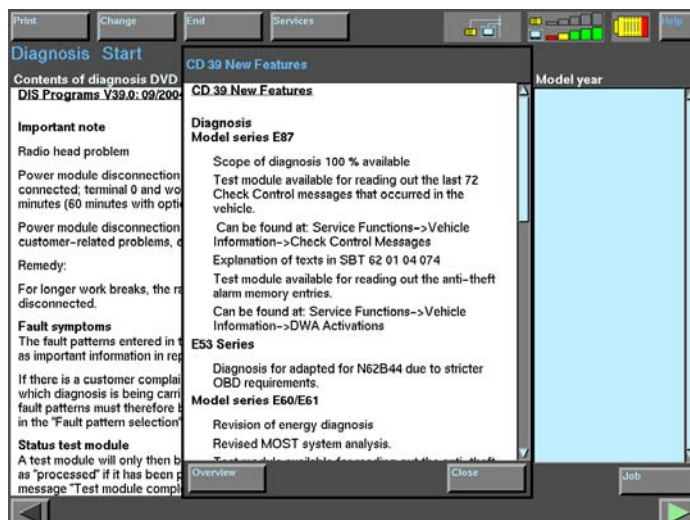 Print
Change
End
Services
Help
Diagnosis Start
Contents of diagnosis DVD
DIS Programs V39.0: 09/2004
Important note
Radio head problem
Power module disconnection
connected; terminal 0 and wo
minutes (60 minutes with opti
Power module disconnection
customer-related problems,
Remedy:
For longer work breaks, the ra
disconnected.
Fault symptoms
The fault patterns entered in t
as important information in rep
If there is a customer complai
which diagnosis is being carri
fault patterns must therefore b
in the "Fault pattern selection"
Status test module
A test module will only then b
as "processed" if it has been p
message "Test module compl
CD 39 New Features
CD 39 New Features
Diagnosis
Model series E87
Scope of diagnosis 100 % available
Test module available for reading out the last 72
Check Control messages that occurred in the
vehicle.
Can be found at: Service Functions->Vehicle
Information->Check Control Messages
Explanation of texts in SBT 62 01 04 074
Test module available for reading out the anti-theft
alarm memory entries.
Can be found at: Service Functions->Vehicle
Information->DWA Activations
E53 Series
Diagnosis for adapted for N62B44 due to stricter
OBD requirements.
Model series E60/E61
Revision of energy diagnosis
Revised MOST system analysis.
Overview
Close
Model year
Job